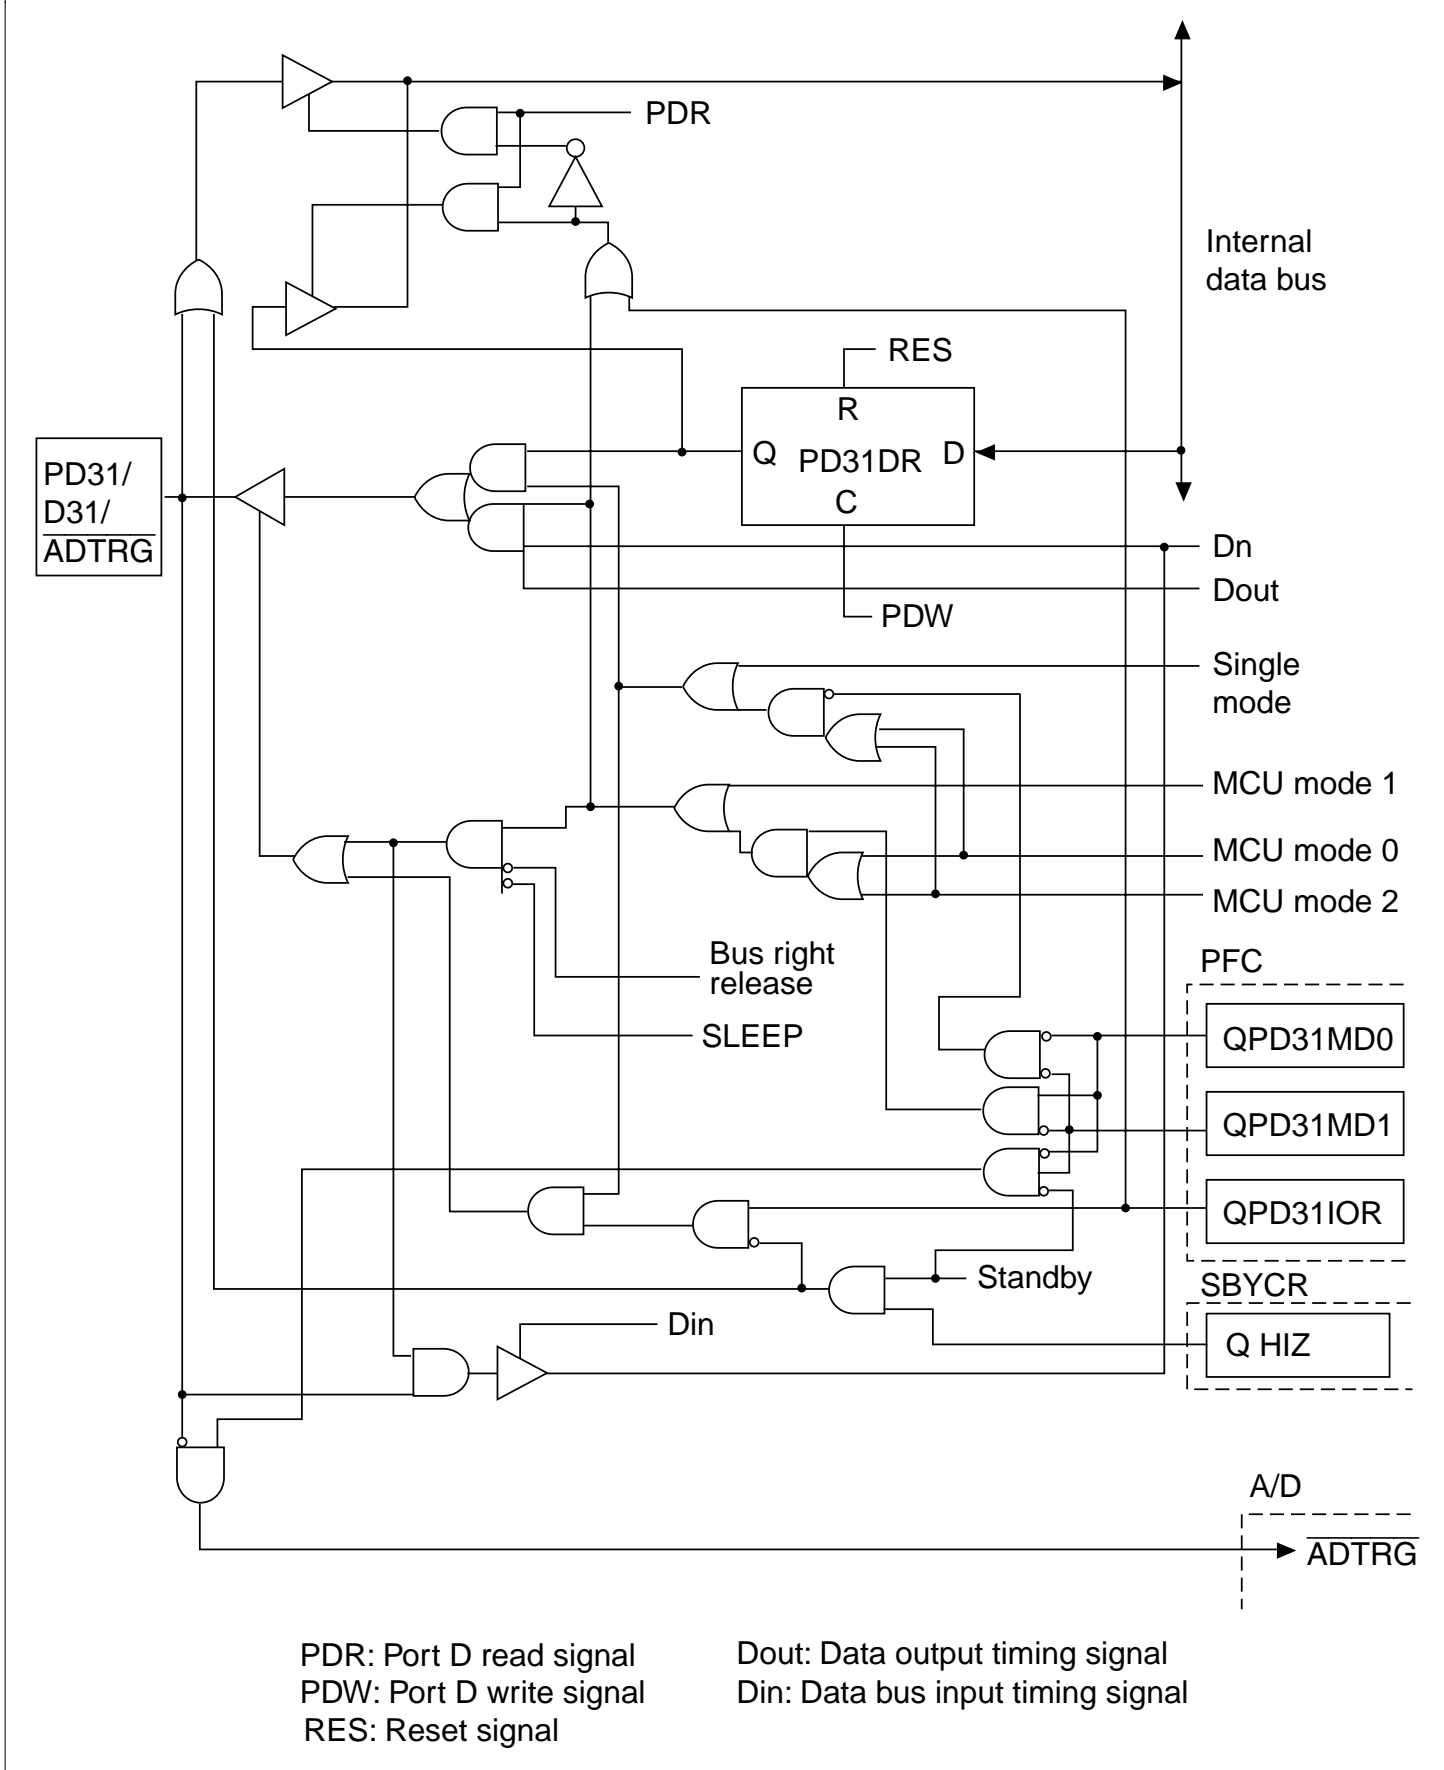 PDR
Internal
data bus
RES
R
Q PD31DR D
C
PD31/
D31/
ADTRG
Dn
Dout
PDW
Single
mode
MCU mode 1
MCU mode 0
MCU mode 2
Bus right
release
PFC
SLEEP
QPD31MD0
QPD31MD1
QPD31IOR
Standby
SBYCR
Din
Q HIZ
A/D
ADTRG
PDR: Port D read signal
PDW: Port D write signal
RES: Reset signal
Dout: Data output timing signal
Din: Data bus input timing signal